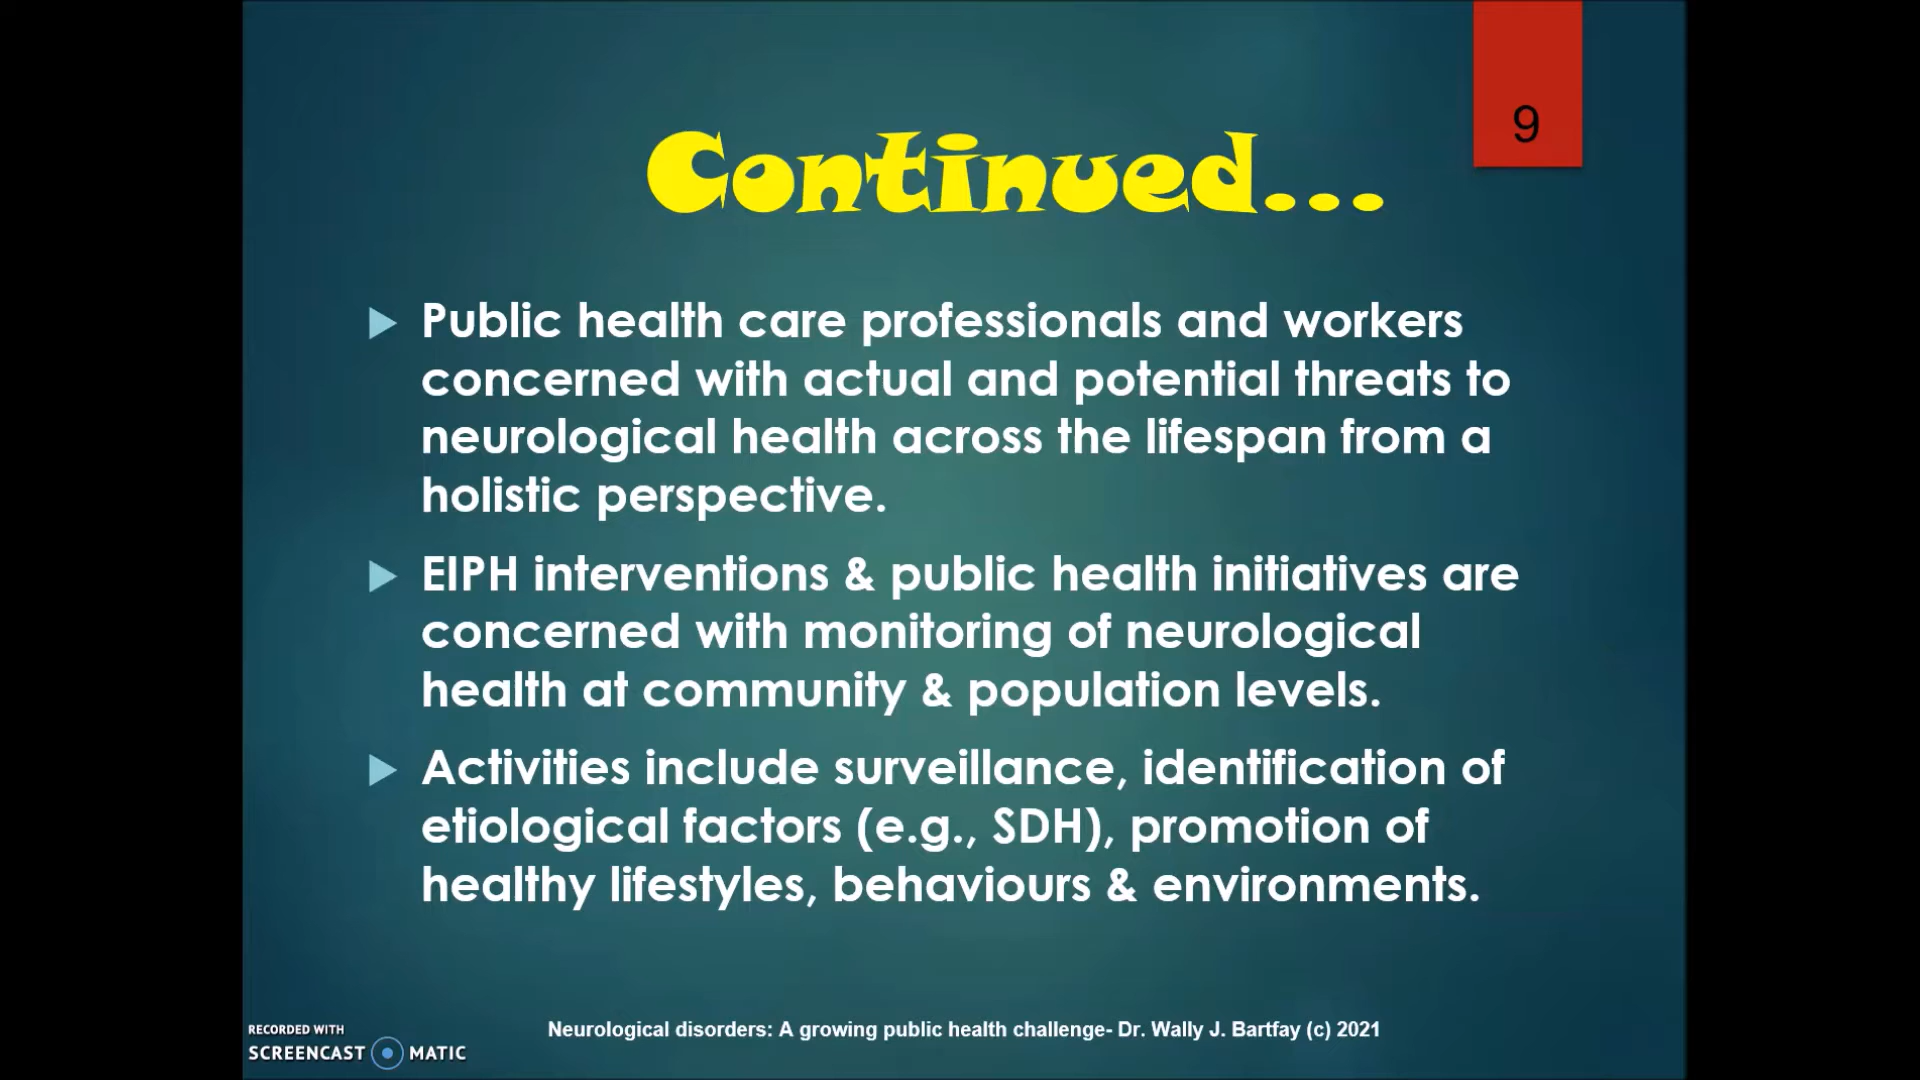 9
Continued...
Public health care professionals and workers
concerned with actual and potential threats to
neurological health across the lifespan from a
holistic perspective.
EIPH interventions & public health initiatives are
concerned with monitoring of neurological
health at community & population levels.
Activities include surveillance, identification of
etiological factors (e.g., SDH), promotion of
healthy lifestyles, behaviours & environments.
Neurological disorders: A growing public health challenge- Dr. Wally J. Bartfay (c) 2021
RECORDED WITH
SCREENCAST MATIC